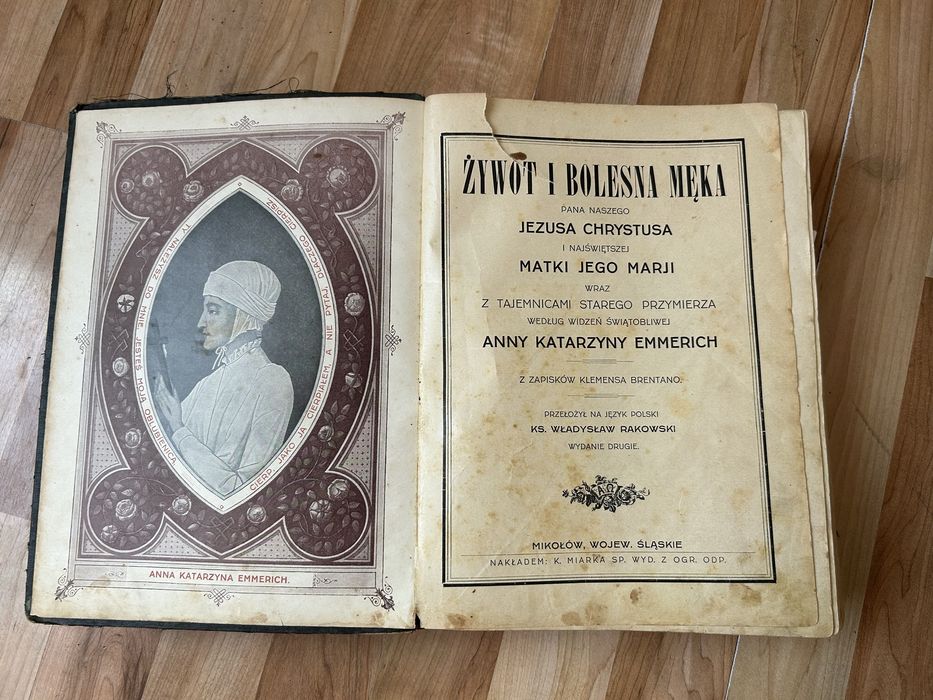 TY NALEŻYSZ DO MNIE, JESTEŚ MOJĄ OBLUBIENICĄ.
CIERP, JAKO JA CIERPIAŁEM, A NIE PYTAJ, DLACZEGO CIERPISZ.
ANNA KATARZYNA EMMERICH.
ŻYWOT I BOLESNA MĘKA
PANA NASZEGO
JEZUSA CHRYSTUSA
I NAJŚWIĘTSZEJ
MATKI JEGO MARJI
WRAZ
Z TAJEMNICAMI STAREGO PRZYMIERZA
WEDŁUG WIDZEŃ ŚWIĄTOBLIWEJ
ANNY KATARZYNY EMMERICH
Z ZAPISKÓW KLEMENSA BRENTANO.
PRZEŁOŻYŁ NA JĘZYK POLSKI
KS. WŁADYSŁAW RAKOWSKI
WYDANIE DRUGIE.
MIKOŁÓW, WOJEW. ŚLĄSKIE
NAKŁADEM: K. MIARKA SP. WYD. Z OGR. ODP.